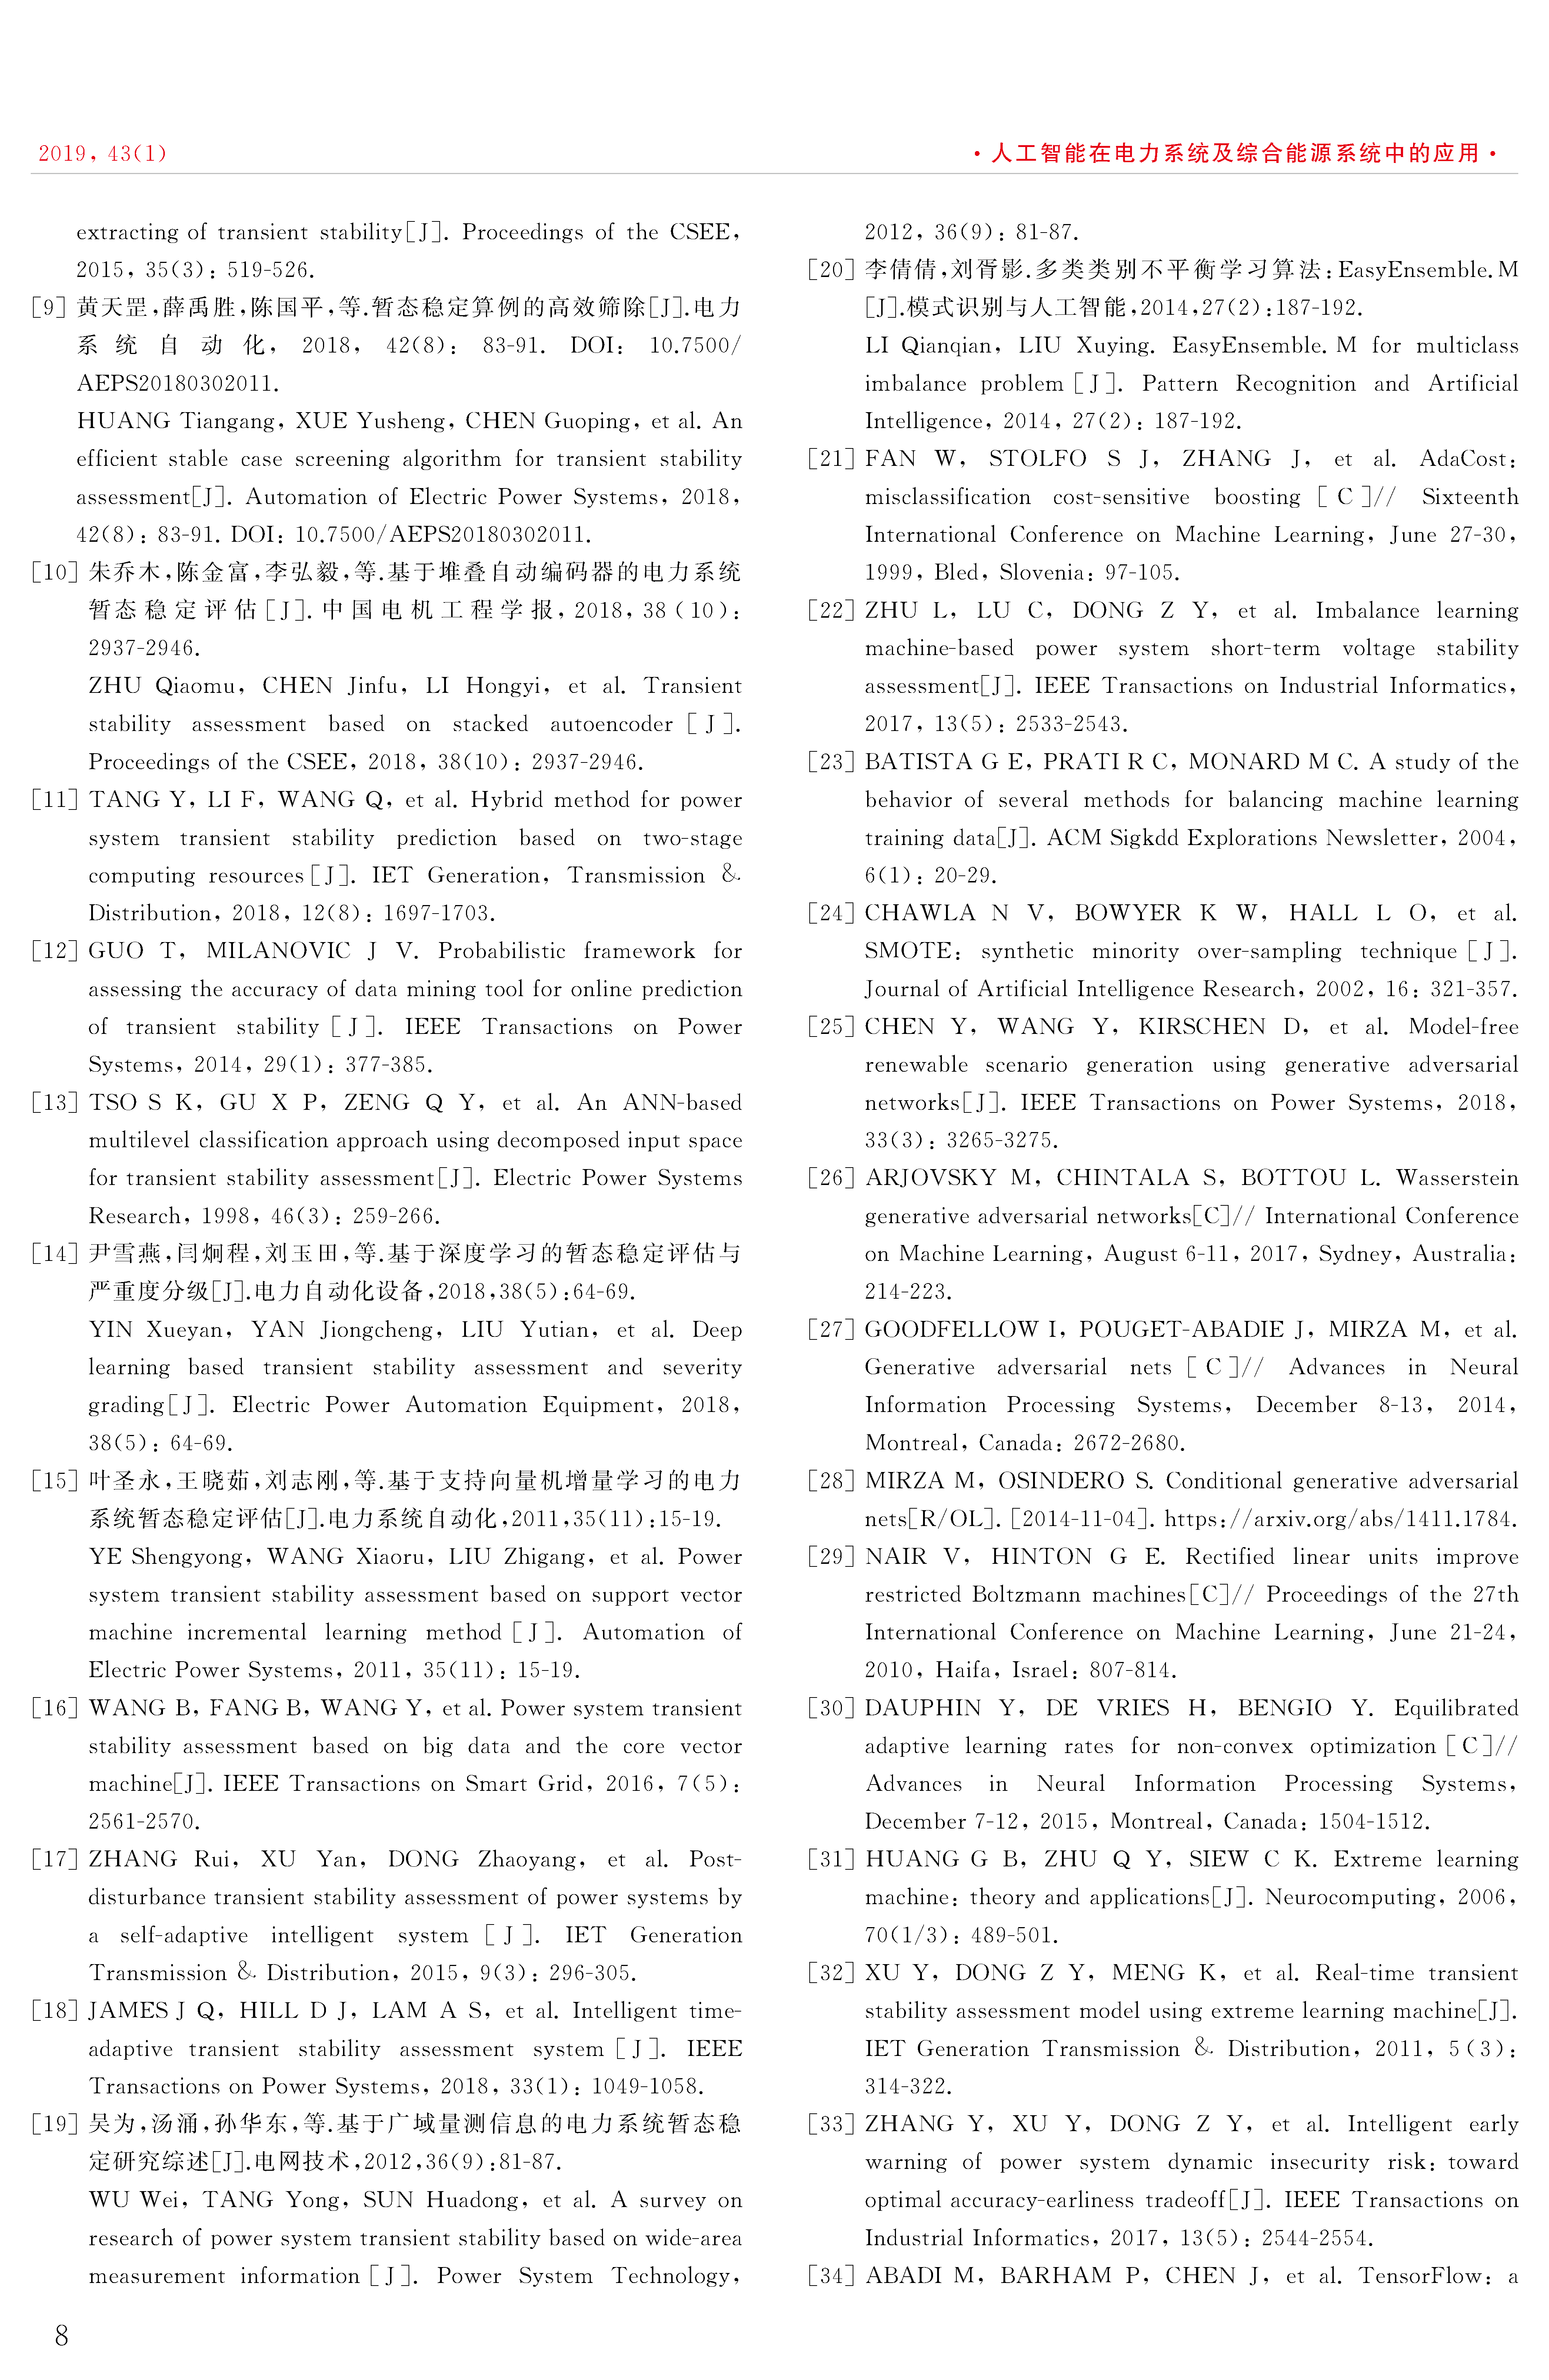 2019, 43(1)
·人工智能在电力系统及综合能源系统中的应用·
extracting of transient stability[J]. Proceedings of the CSEE,
2015, 35(3): 519-526.
[9] 黄天罡,薛禹胜,陈国平,等.暂态稳定算例的高效筛除[J].电力
系统自动化, 2018, 42(8): 83-91. DOI: 10.7500/
AEPS20180302011.
HUANG Tiangang, XUE Yusheng, CHEN Guoping, et al. An
efficient stable case screening algorithm for transient stability
assessment[J]. Automation of Electric Power Systems, 2018,
42(8): 83-91. DOI: 10.7500/AEPS20180302011.
[10] 朱乔木,陈金富,李弘毅,等.基于堆叠自动编码器的电力系统
暂态稳定评估[J].中国电机工程学报, 2018, 38(10):
2937-2946.
ZHU Qiaomu, CHEN Jinfu, LI Hongyi, et al. Transient
stability assessment based on stacked autoencoder[J].
Proceedings of the CSEE, 2018, 38(10): 2937-2946.
[11] TANG Y, LI F, WANG Q, et al. Hybrid method for power
system transient stability prediction based on two-stage
computing resources[J]. IET Generation, Transmission &
Distribution, 2018, 12(8): 1697-1703.
[12] GUO T, MILANOVIC J V. Probabilistic framework for
assessing the accuracy of data mining tool for online prediction
of transient stability[J]. IEEE Transactions on Power
Systems, 2014, 29(1): 377-385.
[13] TSO S K, GU X P, ZENG Q Y, et al. An ANN-based
multilevel classification approach using decomposed input space
for transient stability assessment[J]. Electric Power Systems
Research, 1998, 46(3): 259-266.
[14] 尹雪燕,闫炯程,刘玉田,等.基于深度学习的暂态稳定评估与
严重度分级[J].电力自动化设备,2018,38(5):64-69.
YIN Xueyan, YAN Jiongcheng, LIU Yutian, et al. Deep
learning based transient stability assessment and severity
grading[J]. Electric Power Automation Equipment, 2018,
38(5): 64-69.
[15] 叶圣永,王晓茹,刘志刚,等.基于支持向量机增量学习的电力
系统暂态稳定评估[J].电力系统自动化,2011,35(11):15-19.
YE Shengyong, WANG Xiaoru, LIU Zhigang, et al. Power
system transient stability assessment based on support vector
machine incremental learning method[J]. Automation of
Electric Power Systems, 2011, 35(11): 15-19.
[16] WANG B, FANG B, WANG Y, et al. Power system transient
stability assessment based on big data and the core vector
machine[J]. IEEE Transactions on Smart Grid, 2016, 7(5):
2561-2570.
[17] ZHANG Rui, XU Yan, DONG Zhaoyang, et al. Post-
disturbance transient stability assessment of power systems by
a self-adaptive intelligent system[J]. IET Generation
Transmission & Distribution, 2015, 9(3): 296-305.
[18] JAMES J Q, HILL D J, LAM A S, et al. Intelligent time-
adaptive transient stability assessment system[J]. IEEE
Transactions on Power Systems, 2018, 33(1): 1049-1058.
[19] 吴为,汤涌,孙华东,等.基于广域量测信息的电力系统暂态稳
定研究综述[J].电网技术,2012,36(9):81-87.
WU Wei, TANG Yong, SUN Huadong, et al. A survey on
research of power system transient stability based on wide-area
measurement information[J]. Power System Technology,
2012, 36(9): 81-87.
[20] 李倩倩,刘胥影.多类类别不平衡学习算法:EasyEnsemble.M
[J].模式识别与人工智能,2014,27(2):187-192.
LI Qianqian, LIU Xuying. EasyEnsemble.M for multiclass
imbalance problem[J]. Pattern Recognition and Artificial
Intelligence, 2014, 27(2): 187-192.
[21] FAN W, STOLFO S J, ZHANG J, et al. AdaCost:
misclassification cost-sensitive boosting[C]// Sixteenth
International Conference on Machine Learning, June 27-30,
1999, Bled, Slovenia: 97-105.
[22] ZHU L, LU C, DONG Z Y, et al. Imbalance learning
machine-based power system short-term voltage stability
assessment[J]. IEEE Transactions on Industrial Informatics,
2017, 13(5): 2533-2543.
[23] BATISTA G E, PRATI R C, MONARD M C. A study of the
behavior of several methods for balancing machine learning
training data[J]. ACM Sigkdd Explorations Newsletter, 2004,
6(1): 20-29.
[24] CHAWLA N V, BOWYER K W, HALL L O, et al.
SMOTE: synthetic minority over-sampling technique[J].
Journal of Artificial Intelligence Research, 2002, 16: 321-357.
[25] CHEN Y, WANG Y, KIRSCHEN D, et al. Model-free
renewable scenario generation using generative adversarial
networks[J]. IEEE Transactions on Power Systems, 2018,
33(3): 3265-3275.
[26] ARJOVSKY M, CHINTALA S, BOTTOU L. Wasserstein
generative adversarial networks[C]// International Conference
on Machine Learning, August 6-11, 2017, Sydney, Australia:
214-223.
[27] GOODFELLOW I, POUGET-ABADIE J, MIRZA M, et al.
Generative adversarial nets[C]// Advances in Neural
Information Processing Systems, December 8-13, 2014,
Montreal, Canada: 2672-2680.
[28] MIRZA M, OSINDERO S. Conditional generative adversarial
nets[R/OL]. [2014-11-04]. https://arxiv.org/abs/1411.1784.
[29] NAIR V, HINTON G E. Rectified linear units improve
restricted Boltzmann machines[C]// Proceedings of the 27th
International Conference on Machine Learning, June 21-24,
2010, Haifa, Israel: 807-814.
[30] DAUPHIN Y, DE VRIES H, BENGIO Y. Equilibrated
adaptive learning rates for non-convex optimization[C]//
Advances in Neural Information Processing Systems,
December 7-12, 2015, Montreal, Canada: 1504-1512.
[31] HUANG G B, ZHU Q Y, SIEW C K. Extreme learning
machine: theory and applications[J]. Neurocomputing, 2006,
70(1/3): 489-501.
[32] XU Y, DONG Z Y, MENG K, et al. Real-time transient
stability assessment model using extreme learning machine[J].
IET Generation Transmission & Distribution, 2011, 5(3):
314-322.
[33] ZHANG Y, XU Y, DONG Z Y, et al. Intelligent early
warning of power system dynamic insecurity risk: toward
optimal accuracy-earliness tradeoff[J]. IEEE Transactions on
Industrial Informatics, 2017, 13(5): 2544-2554.
[34] ABADI M, BARHAM P, CHEN J, et al. TensorFlow: a
8